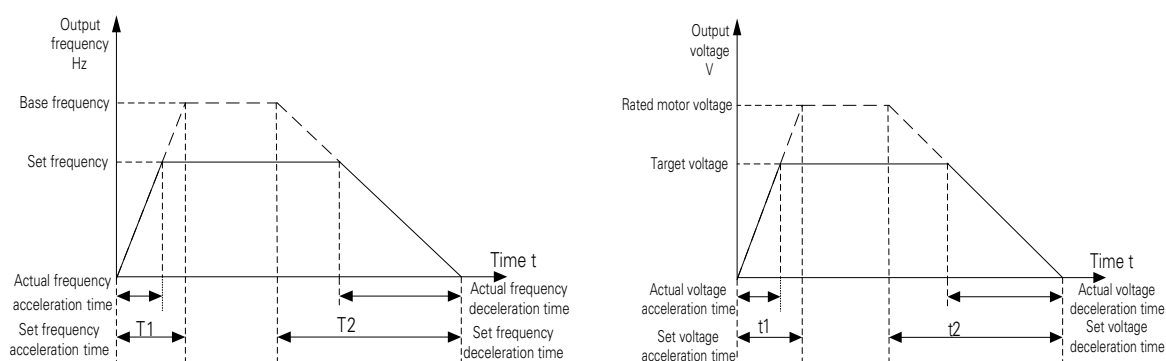 Output
frequency
Hz
Base frequency
Set frequency
Time t
Actual frequency
acceleration time
Actual frequency
deceleration time
Set frequency
acceleration time
T1
T2
Set frequency
deceleration time
Output
voltage
V
Rated motor voltage
Target voltage
Time t
Actual voltage
acceleration time
Actual voltage
deceleration time
Set voltage
acceleration time
t1
t2
Set voltage
deceleration time